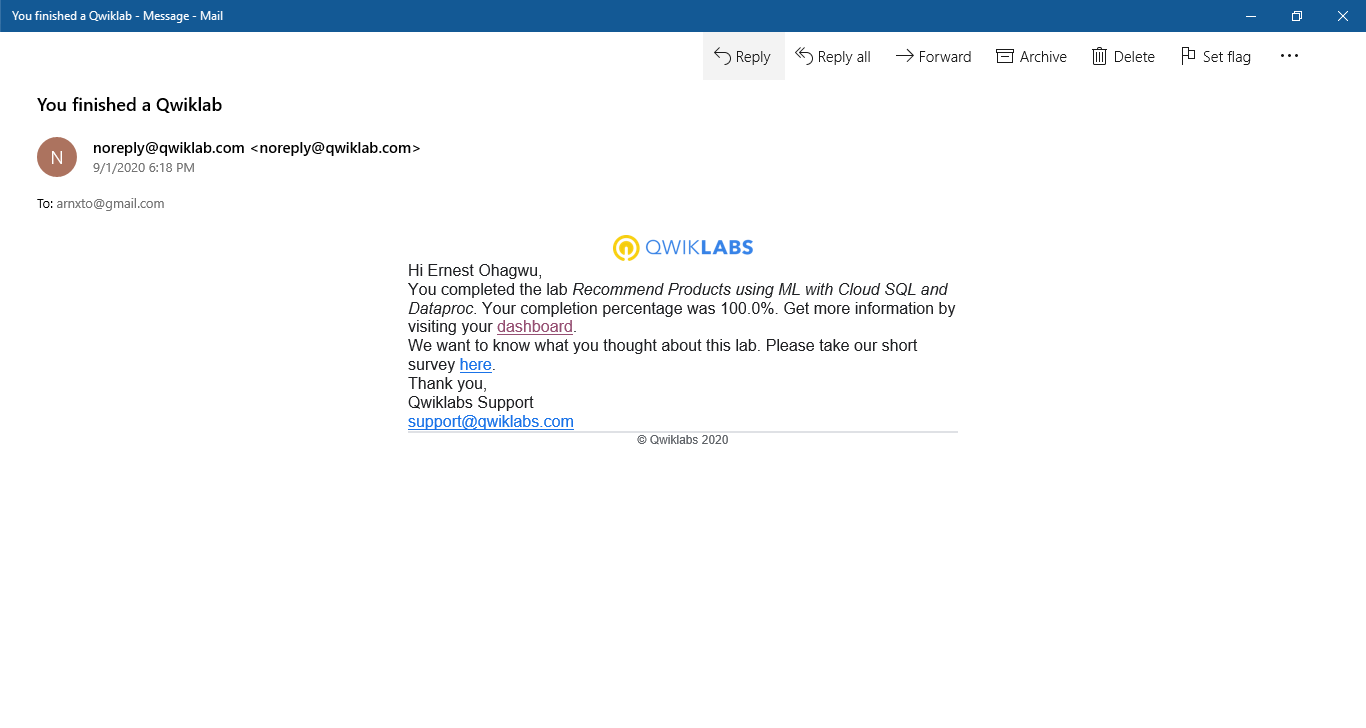 You finished a Qwiklab - Message - Mail
Reply Reply all Forward Archive Delete Set flag
You finished a Qwiklab
N
noreply@qwiklab.com <noreply@qwiklab.com>
9/1/2020 6:18 PM
To: arnxto@gmail.com
QWIKLABS
Hi Ernest Ohagwu,
You completed the lab Recommend Products using ML with Cloud SQL and
Dataproc. Your completion percentage was 100.0%. Get more information by
visiting your dashboard.
We want to know what you thought about this lab. Please take our short
survey here.
Thank you,
Qwiklabs Support
support@qwiklabs.com
© Qwiklabs 2020